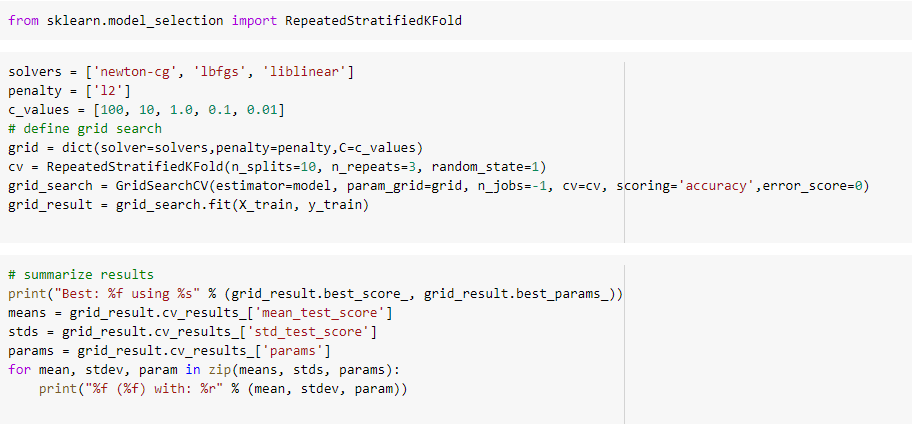 from sklearn.model_selection import RepeatedStratifiedKFold
solvers = ['newton-cg', 'lbfgs', 'liblinear']
penalty = ['l2']
c_values = [100, 10, 1.0, 0.1, 0.01]
# define grid search
grid = dict(solver=solvers,penalty=penalty,C=c_values)
cv = RepeatedStratifiedKFold(n_splits=10, n_repeats=3, random_state=1)
grid_search = GridSearchCV(estimator=model, param_grid=grid, n_jobs=-1, cv=cv, scoring='accuracy',error_score=0)
grid_result = grid_search.fit(X_train, y_train)
# summarize results
print("Best: %f using %s" % (grid_result.best_score_, grid_result.best_params_))
means = grid_result.cv_results_['mean_test_score']
stds = grid_result.cv_results_['std_test_score']
params = grid_result.cv_results_['params']
for mean, stdev, param in zip(means, stds, params):
    print("%f (%f) with: %r" % (mean, stdev, param))